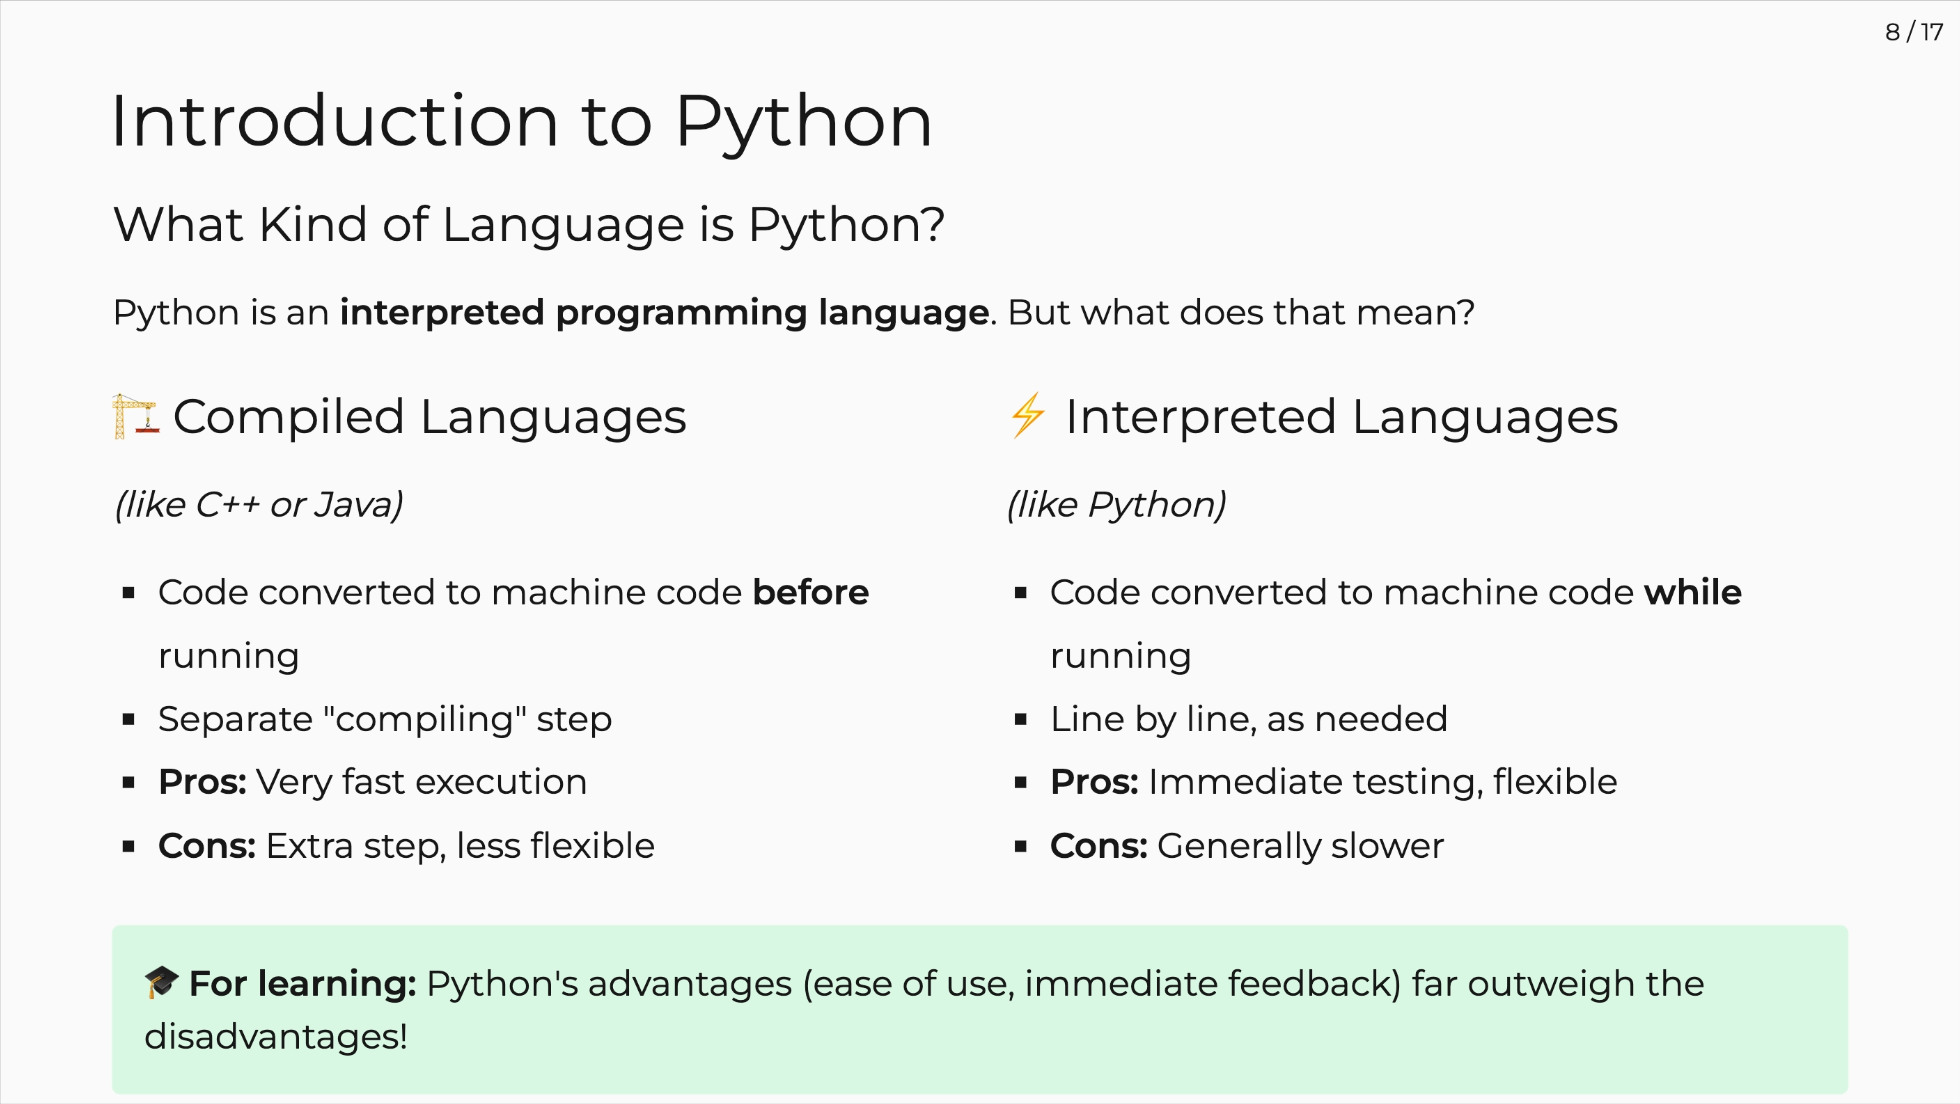 8 / 17
Introduction to Python
What Kind of Language is Python?
Python is an interpreted programming language. But what does that mean?
🏗️ Compiled Languages
(like C++ or Java)
▪ Code converted to machine code before
running
▪ Separate "compiling" step
▪ Pros: Very fast execution
▪ Cons: Extra step, less flexible
⚡ Interpreted Languages
(like Python)
▪ Code converted to machine code while
running
▪ Line by line, as needed
▪ Pros: Immediate testing, flexible
▪ Cons: Generally slower
🎓 For learning: Python's advantages (ease of use, immediate feedback) far outweigh the
disadvantages!